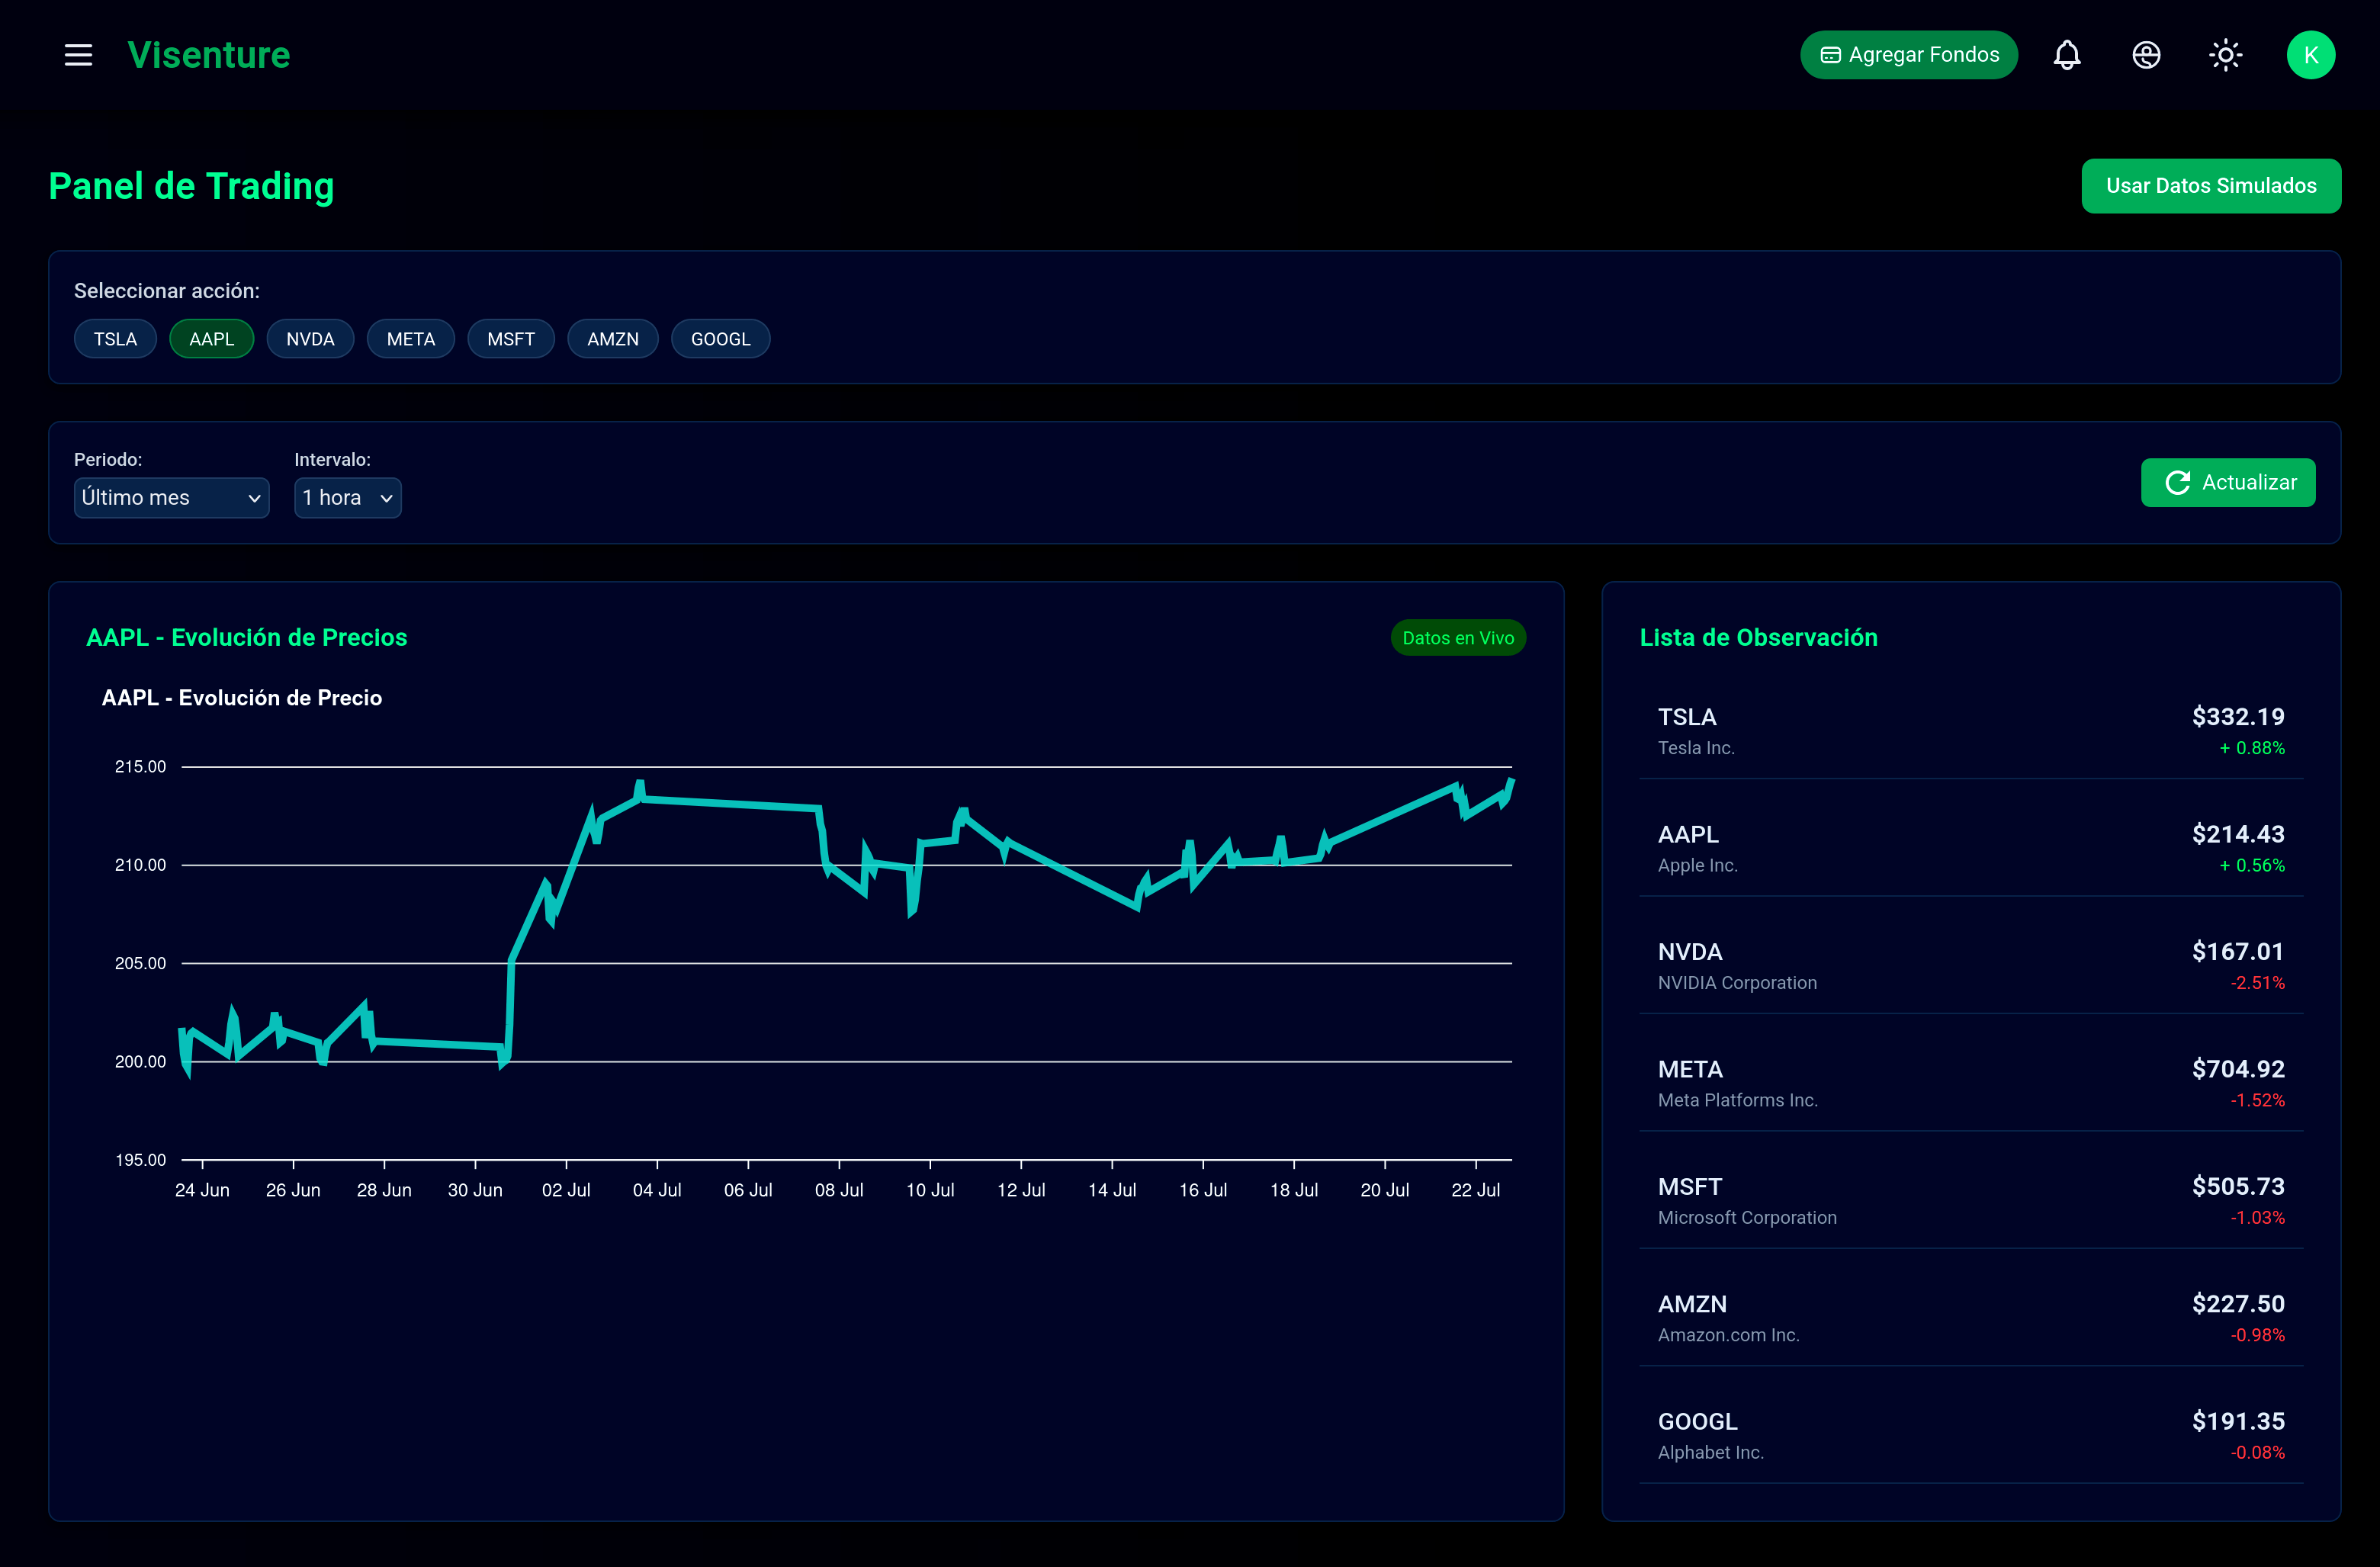 Visenture
Agregar Fondos
K
Panel de Trading
Usar Datos Simulados
Seleccionar acción:
TSLA AAPL NVDA META MSFT AMZN GOOGL
Periodo: Intervalo:
Último mes 1 hora
Actualizar
AAPL - Evolución de Precios
Datos en Vivo
AAPL - Evolución de Precio
215.00
210.00
205.00
200.00
195.00
24 Jun 26 Jun 28 Jun 30 Jun 02 Jul 04 Jul 06 Jul 08 Jul 10 Jul 12 Jul 14 Jul 16 Jul 18 Jul 20 Jul 22 Jul
Lista de Observación
TSLA $332.19
Tesla Inc. + 0.88%
AAPL $214.43
Apple Inc. + 0.56%
NVDA $167.01
NVIDIA Corporation -2.51%
META $704.92
Meta Platforms Inc. -1.52%
MSFT $505.73
Microsoft Corporation -1.03%
AMZN $227.50
Amazon.com Inc. -0.98%
GOOGL $191.35
Alphabet Inc. -0.08%